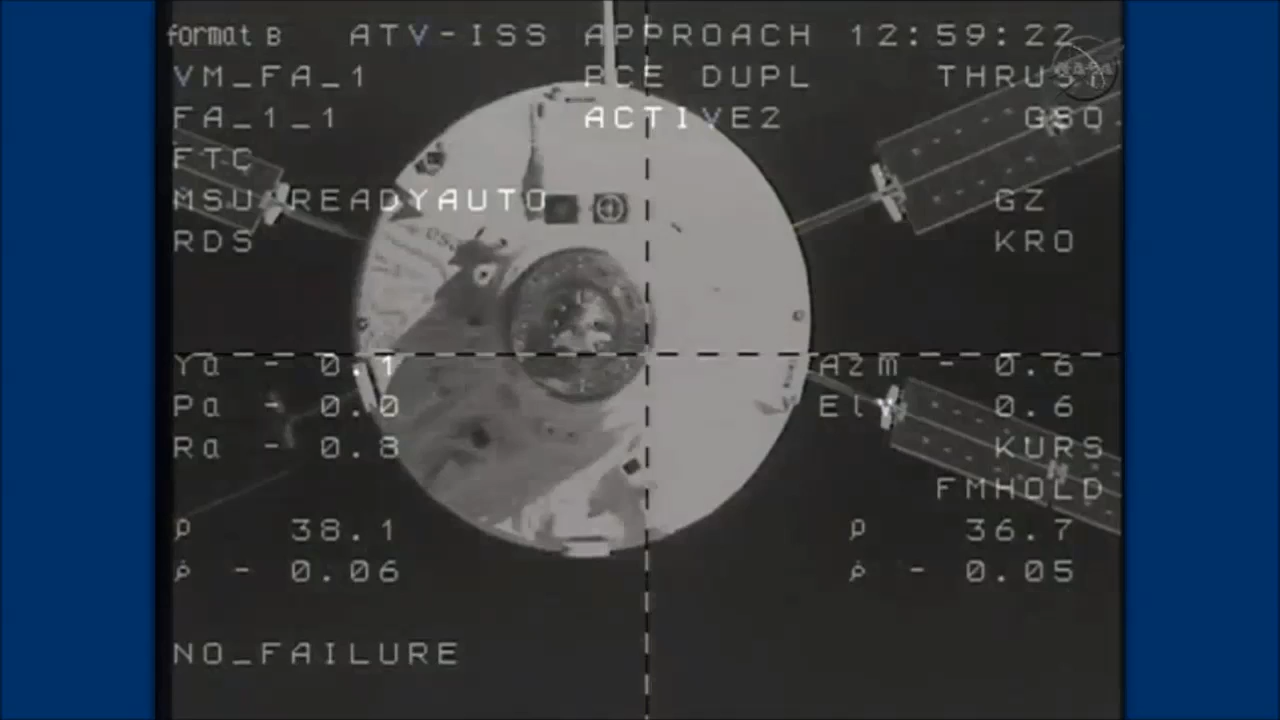 format B ATV-ISS APPROACH 12:59:22
VM_FA_1 PCE DUPL
FA_1_1 ACTIVE2 GSO
FTC
MSU READYAUTO GZ
RDS KRO
Ya - 0.1 Azm - 0.6
Pa - 0.0 El 0.6
Ra - 0.8 KURS
FMHOLD
ρ 38.1 ρ 36.7
ρ̇ - 0.06 ρ̇ - 0.05
NO_FAILURE